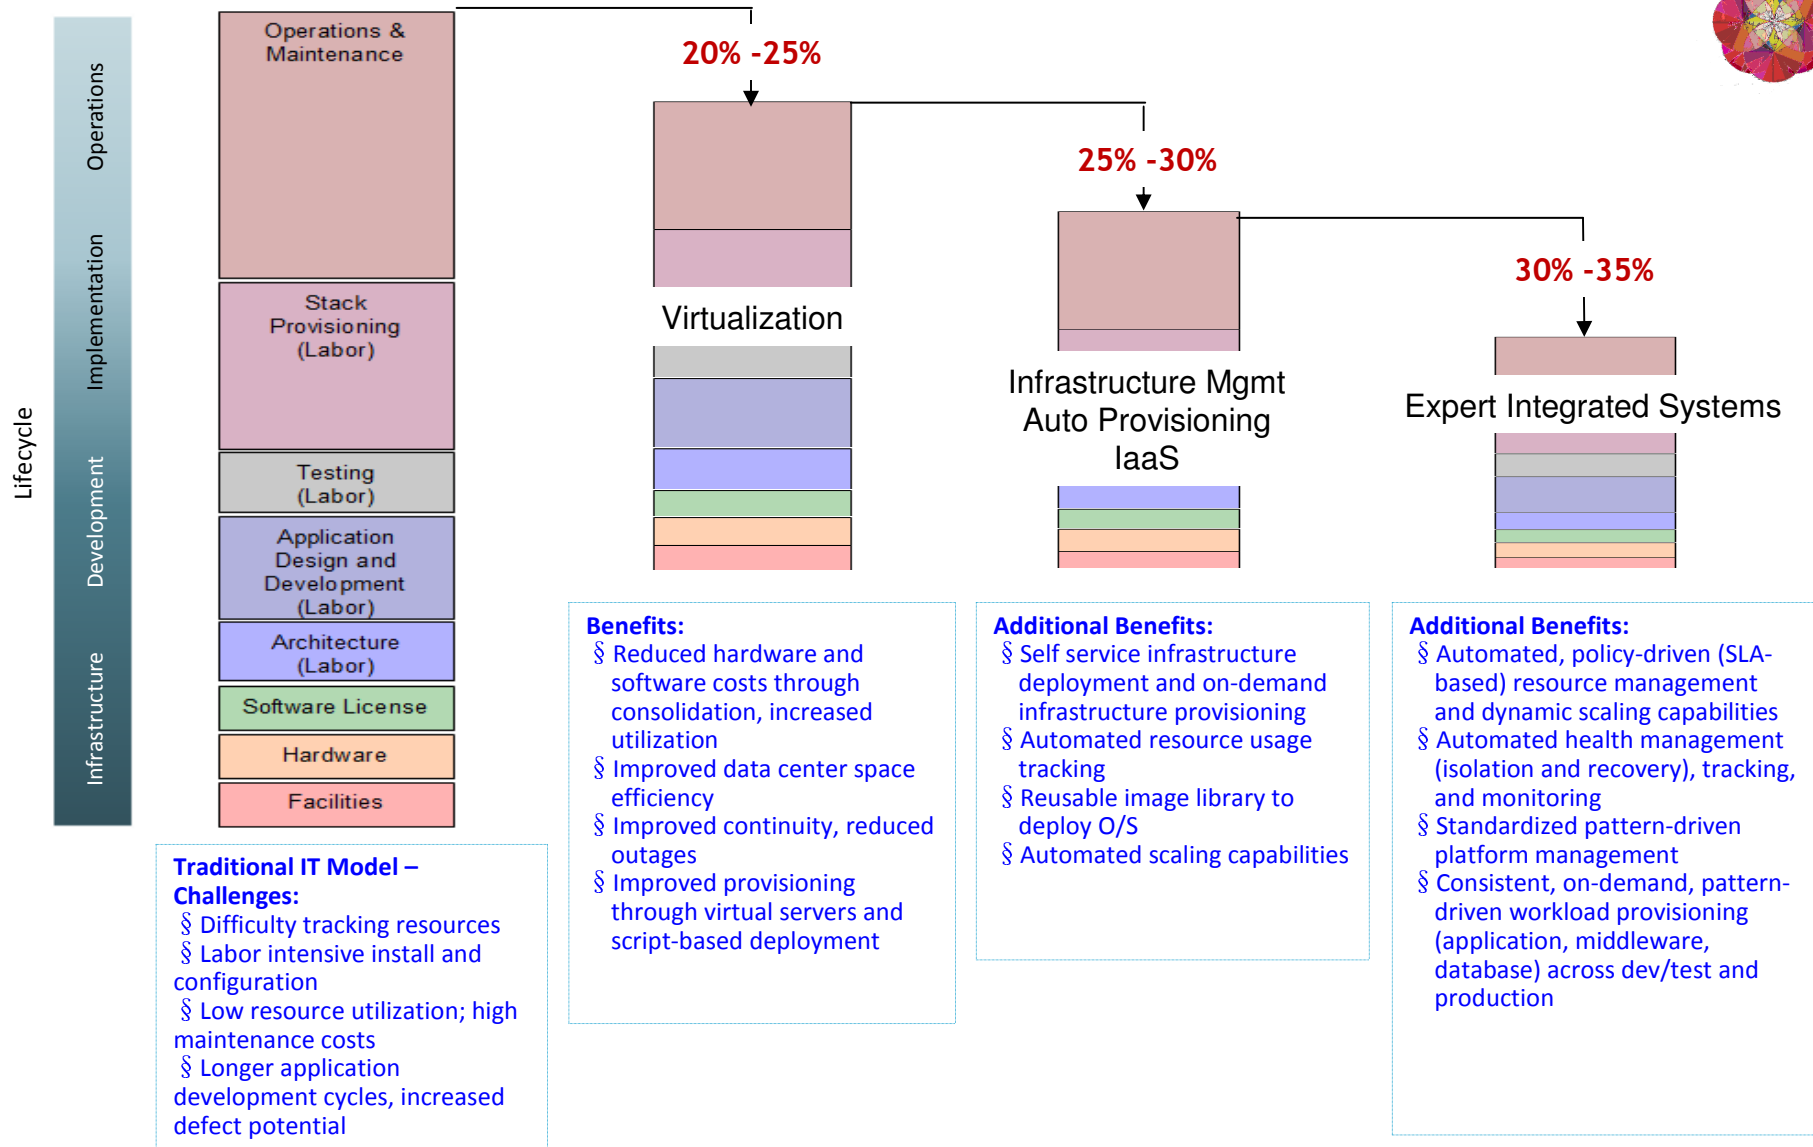 Lifecycle
Operations
Implementation
Development
Infrastructure
Operations &
Maintenance
Stack
Provisioning
(Labor)
Testing
(Labor)
Application
Design and
Development
(Labor)
Architecture
(Labor)
Software License
Hardware
Facilities
Traditional IT Model –
Challenges:
§ Difficulty tracking resources
§ Labor intensive install and
configuration
§ Low resource utilization; high
maintenance costs
§ Longer application
development cycles, increased
defect potential
20% -25%
Virtualization
Benefits:
§ Reduced hardware and
software costs through
consolidation, increased
utilization
§ Improved data center space
efficiency
§ Improved continuity, reduced
outages
§ Improved provisioning
through virtual servers and
script-based deployment
25% -30%
Infrastructure Mgmt
Auto Provisioning
IaaS
Additional Benefits:
§ Self service infrastructure
deployment and on-demand
infrastructure provisioning
§ Automated resource usage
tracking
§ Reusable image library to
deploy O/S
§ Automated scaling capabilities
30% -35%
Expert Integrated Systems
Additional Benefits:
§ Automated, policy-driven (SLA-
based) resource management
and dynamic scaling capabilities
§ Automated health management
(isolation and recovery), tracking,
and monitoring
§ Standardized pattern-driven
platform management
§ Consistent, on-demand, pattern-
driven workload provisioning
(application, middleware,
database) across dev/test and
production